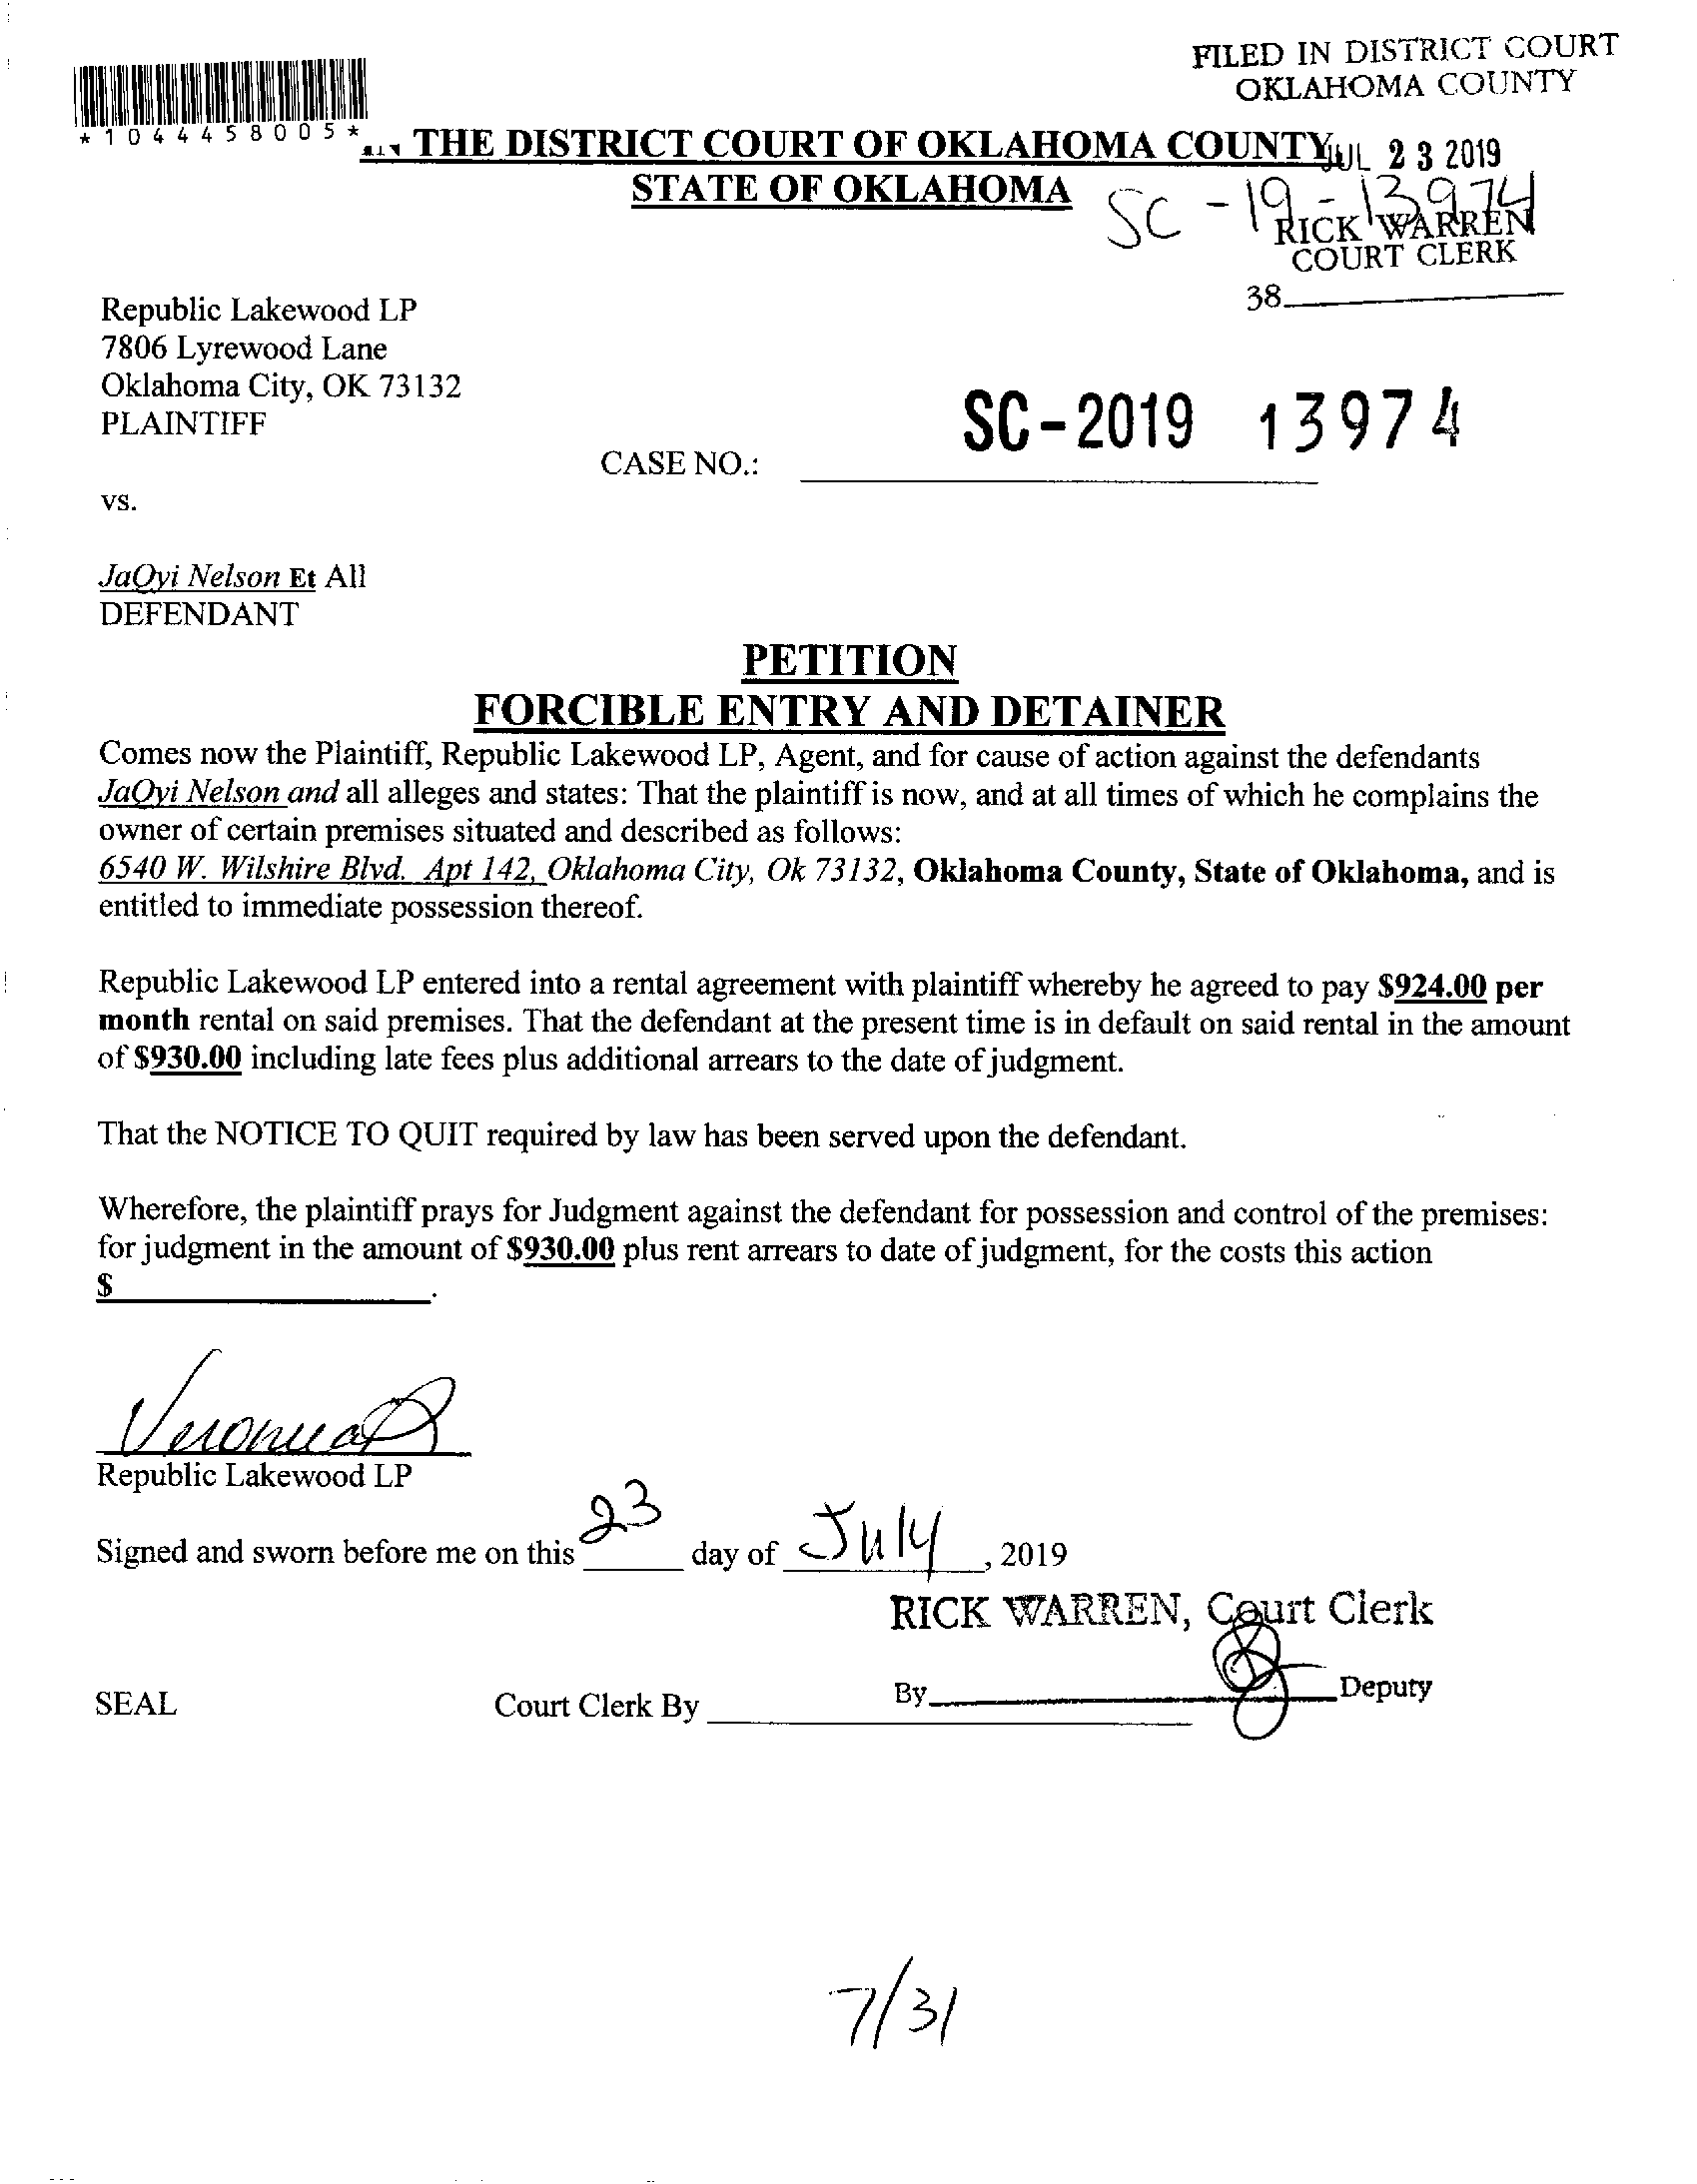 FILED IN DISTRICT COURT
OKLAHOMA COUNTY
*1044458005*
THE DISTRICT COURT OF OKLAHOMA COUNTY
JUL 23 2019
STATE OF OKLAHOMA
SC-19-13974
RICK WARREN
COURT CLERK
38
Republic Lakewood LP
7806 Lyrewood Lane
Oklahoma City, OK 73132
PLAINTIFF
SC-2019 13974
CASE NO.:
vs.
JaQyi Nelson Et All
DEFENDANT
PETITION
FORCIBLE ENTRY AND DETAINER
Comes now the Plaintiff, Republic Lakewood LP, Agent, and for cause of action against the defendants
JaQyi Nelson and all alleges and states: That the plaintiff is now, and at all times of which he complains the
owner of certain premises situated and described as follows:
6540 W. Wilshire Blvd. Apt 142, Oklahoma City, Ok 73132, Oklahoma County, State of Oklahoma, and is
entitled to immediate possession thereof.
Republic Lakewood LP entered into a rental agreement with plaintiff whereby he agreed to pay $924.00 per
month rental on said premises. That the defendant at the present time is in default on said rental in the amount
of $930.00 including late fees plus additional arrears to the date of judgment.
That the NOTICE TO QUIT required by law has been served upon the defendant.
Wherefore, the plaintiff prays for Judgment against the defendant for possession and control of the premises:
for judgment in the amount of $930.00 plus rent arrears to date of judgment, for the costs this action
$ .
Republic Lakewood LP
Signed and sworn before me on this 23 day of July, 2019
RICK WARREN, Court Clerk
By Deputy
SEAL Court Clerk By
7/31